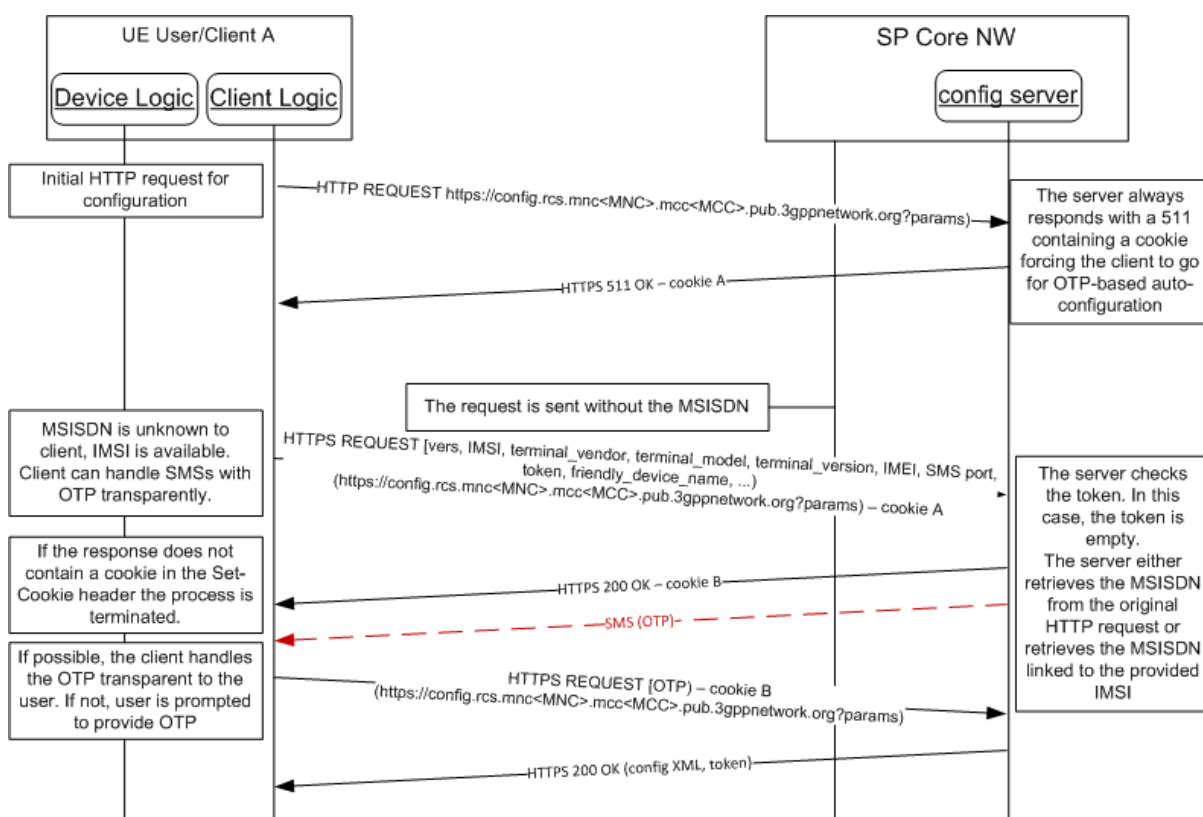 UE User/Client A
SP Core NW
Device Logic
Client Logic
config server
Initial HTTP request for
configuration
HTTP REQUEST https://config.rcs.mnc<MNC>.mcc<MCC>.pub.3gppnetwork.org?params)
The server always
responds with a 511
containing a cookie
forcing the client to go
for OTP-based auto-
configuration
HTTPS 511 OK – cookie A
The request is sent without the MSISDN
MSISDN is unknown to
client, IMSI is available.
Client can handle SMSs with
OTP transparently.
HTTPS REQUEST [vers, IMSI, terminal_vendor, terminal_model, terminal_version, IMEI, SMS port,
token, friendly_device_name, ...)
(https://config.rcs.mnc<MNC>.mcc<MCC>.pub.3gppnetwork.org?params) – cookie A
The server checks
the token. In this
case, the token is
empty.
The server either
retrieves the MSISDN
from the original
HTTP request or
retrieves the MSISDN
linked to the provided
IMSI
If the response does not
contain a cookie in the Set-
Cookie header the process is
terminated.
HTTPS 200 OK – cookie B
SMS (OTP)
If possible, the client handles
the OTP transparent to the
user. If not, user is prompted
to provide OTP
HTTPS REQUEST [OTP) – cookie B
(https://config.rcs.mnc<MNC>.mcc<MCC>.pub.3gppnetwork.org?params)
HTTPS 200 OK (config XML, token)